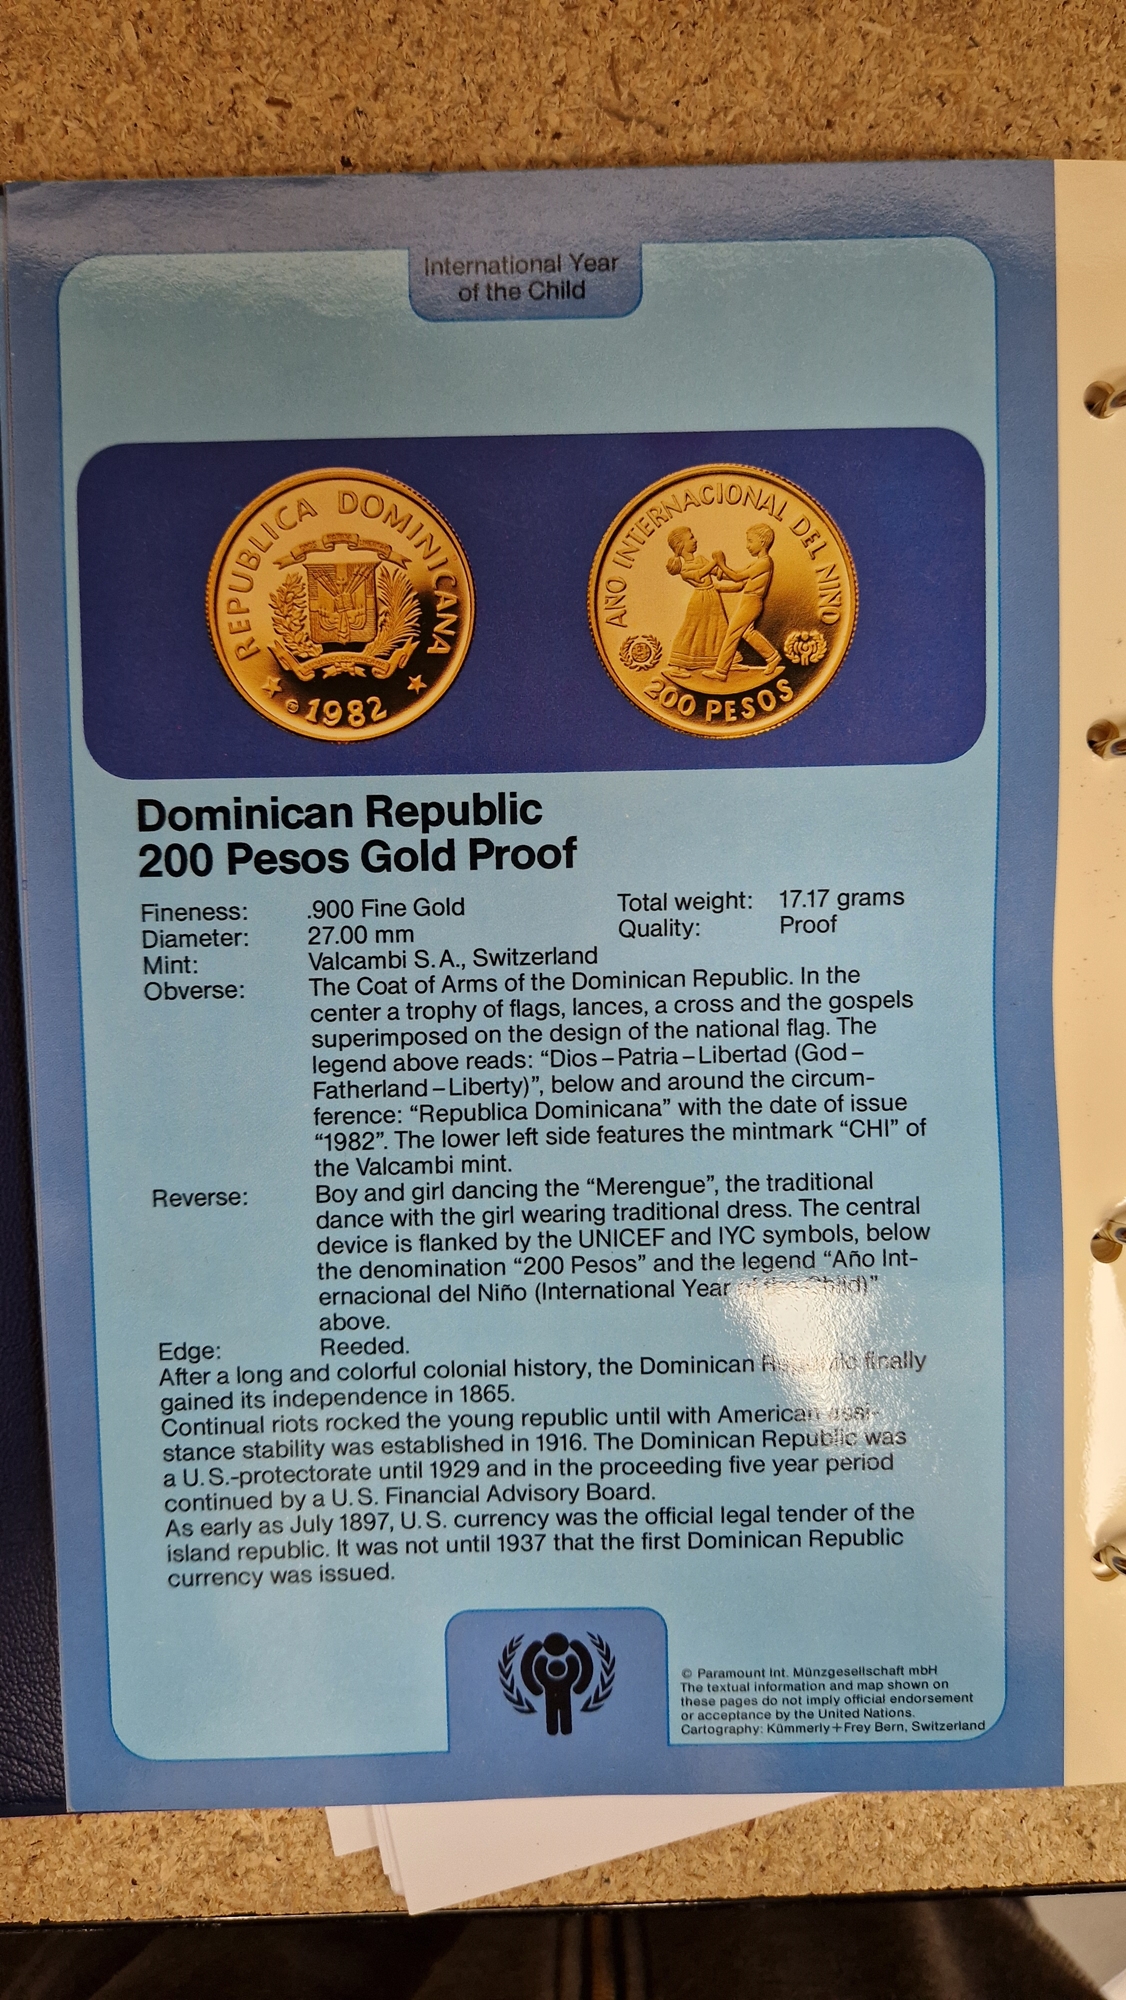 International Year
of the Child
REPUBLICA DOMINICANA
1982
AÑO INTERNACIONAL DEL NIÑO
200 PESOS
Dominican Republic
200 Pesos Gold Proof
Fineness: .900 Fine Gold Total weight: 17.17 grams
Diameter: 27.00 mm Quality: Proof
Mint: Valcambi S.A., Switzerland
Obverse: The Coat of Arms of the Dominican Republic. In the
center a trophy of flags, lances, a cross and the gospels
superimposed on the design of the national flag. The
legend above reads: “Dios–Patria–Libertad (God–
Fatherland–Liberty)”, below and around the circum-
ference: “Republica Dominicana” with the date of issue
“1982”. The lower left side features the mintmark “CHI” of
the Valcambi mint.
Reverse: Boy and girl dancing the “Merengue”, the traditional
dance with the girl wearing traditional dress. The central
device is flanked by the UNICEF and IYC symbols, below
the denomination “200 Pesos” and the legend “Año Int-
ernacional del Niño (International Year of the Child)”
above.
Edge: Reeded.
After a long and colorful colonial history, the Dominican Republic finally
gained its independence in 1865.
Continual riots rocked the young republic until with American assi-
stance stability was established in 1916. The Dominican Republic was
a U.S.-protectorate until 1929 and in the proceeding five year period
continued by a U.S. Financial Advisory Board.
As early as July 1897, U.S. currency was the official legal tender of the
island republic. It was not until 1937 that the first Dominican Republic
currency was issued.
© Paramount Int. Münzgesellschaft mbH
The textual information and map shown on
these pages do not imply official endorsement
or acceptance by the United Nations.
Cartography: Kümmerly+Frey Bern, Switzerland